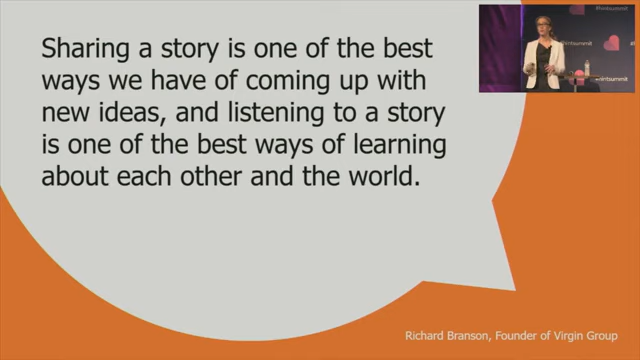 Sharing a story is one of the best
ways we have of coming up with
new ideas, and listening to a story
is one of the best ways of learning
about each other and the world.
Richard Branson, Founder of Virgin Group